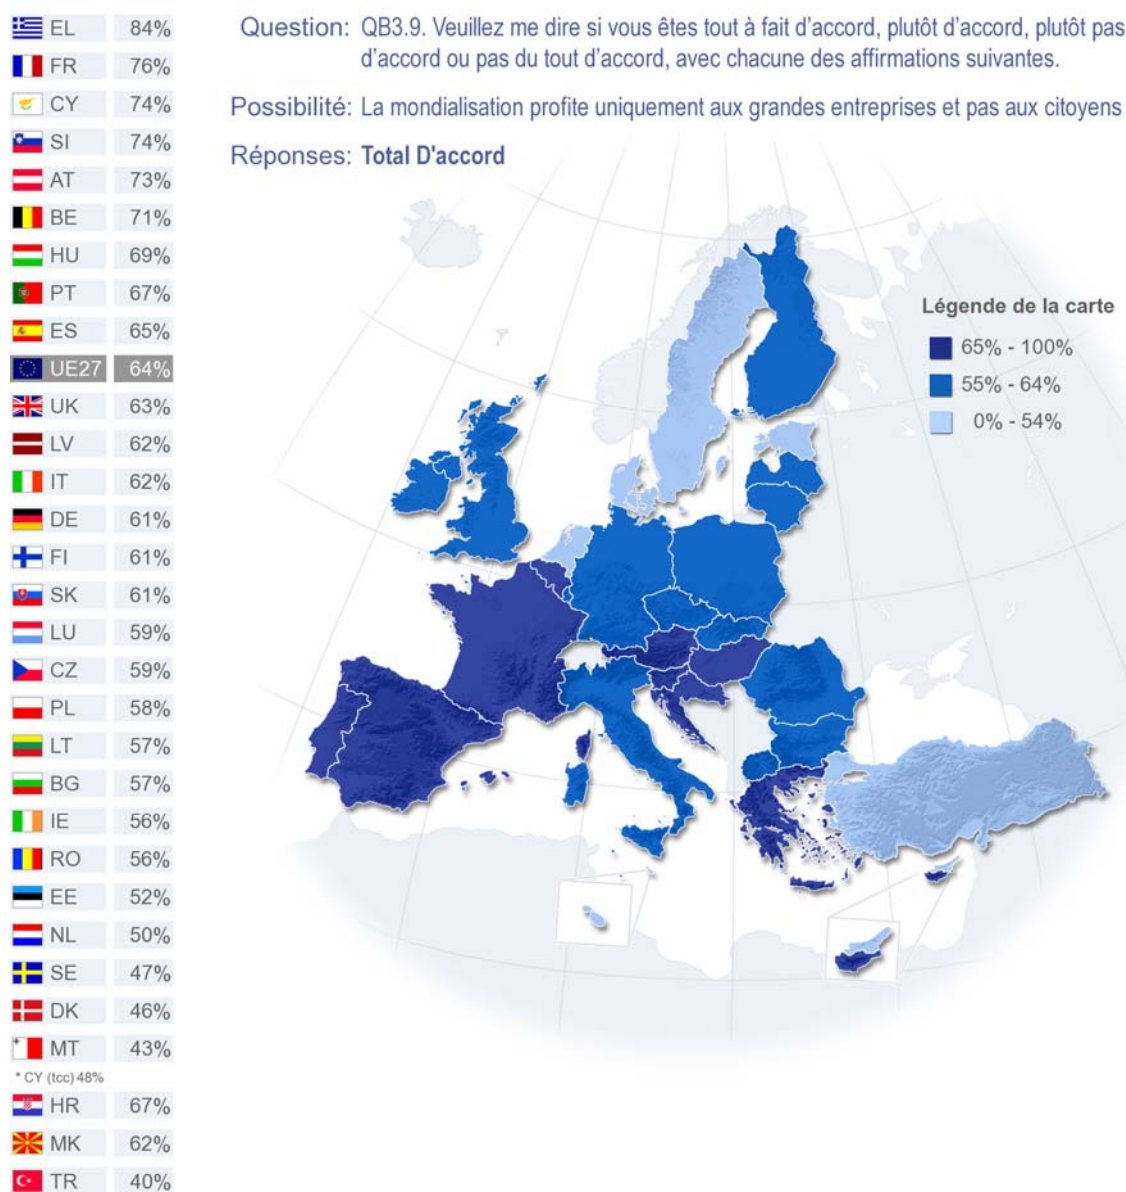 EL 84%
FR 76%
CY 74%
SI 74%
AT 73%
BE 71%
HU 69%
PT 67%
ES 65%
UE27 64%
UK 63%
LV 62%
IT 62%
DE 61%
FI 61%
SK 61%
LU 59%
CZ 59%
PL 58%
LT 57%
BG 57%
IE 56%
RO 56%
EE 52%
NL 50%
SE 47%
DK 46%
MT 43%
* CY (tcc) 48%
HR 67%
MK 62%
TR 40%
Question: QB3.9. Veuillez me dire si vous êtes tout à fait d’accord, plutôt d’accord, plutôt pas
d’accord ou pas du tout d’accord, avec chacune des affirmations suivantes.
Possibilité: La mondialisation profite uniquement aux grandes entreprises et pas aux citoyens
Réponses: Total D'accord
Légende de la carte
65% - 100%
55% - 64%
0% - 54%